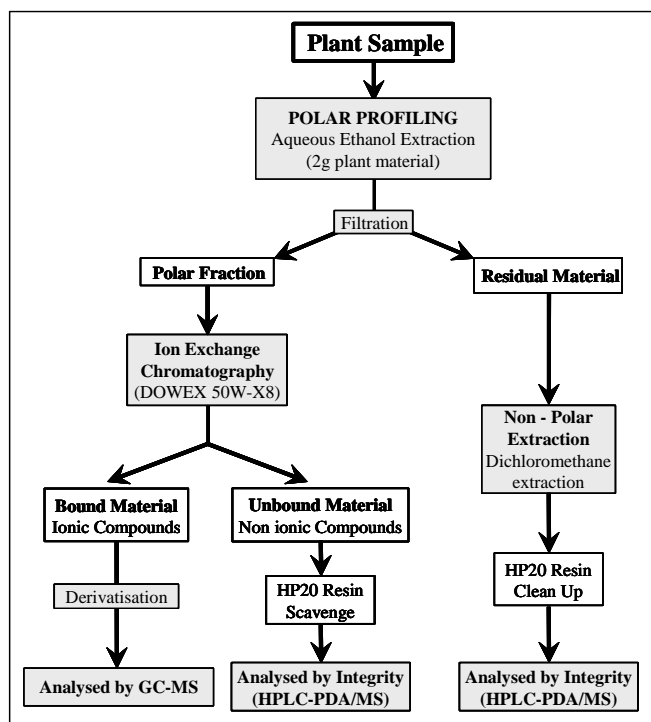 Plant Sample
POLAR PROFILING
Aqueous Ethanol Extraction
(2g plant material)
Filtration
Polar Fraction
Residual Material
Ion Exchange
Chromatography
(DOWEX 50W-X8)
Non - Polar
Extraction
Dichloromethane
extraction
Bound Material
Ionic Compounds
Unbound Material
Non ionic Compounds
Derivatisation
HP20 Resin
Scavenge
HP20 Resin
Clean Up
Analysed by GC-MS
Analysed by Integrity
(HPLC-PDA/MS)
Analysed by Integrity
(HPLC-PDA/MS)